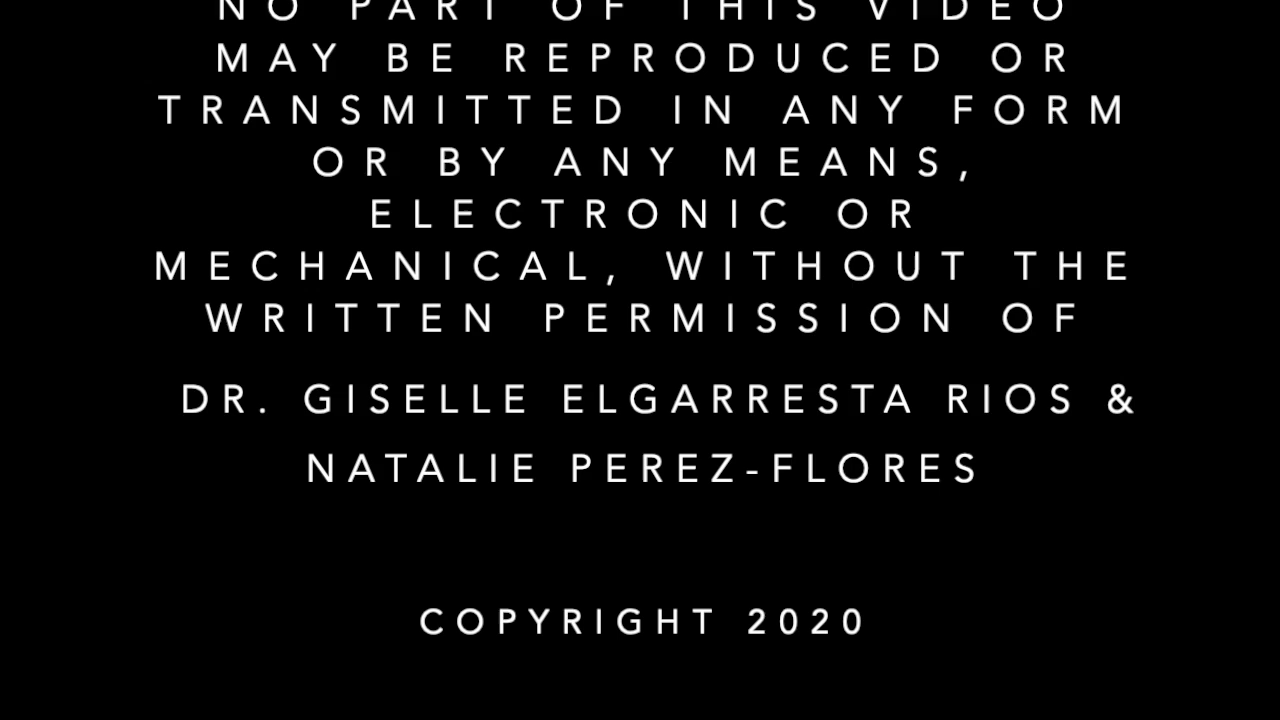 NO PART OF THIS VIDEO
MAY BE REPRODUCED OR
TRANSMITTED IN ANY FORM
OR BY ANY MEANS,
ELECTRONIC OR
MECHANICAL, WITHOUT THE
WRITTEN PERMISSION OF
DR. GISELLE ELGARRESTA RIOS &
NATALIE PEREZ-FLORES
COPYRIGHT 2020